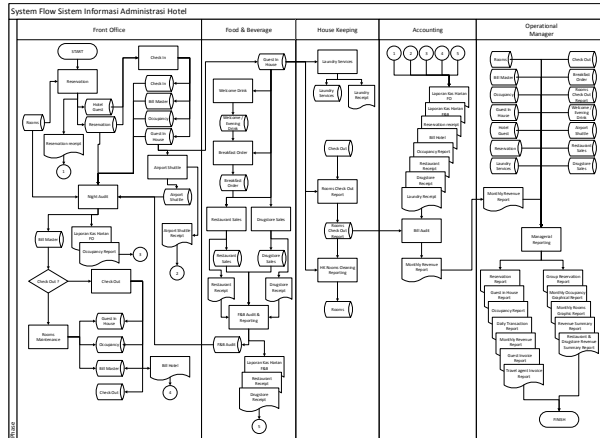 System Flow Sistem Informasi Administrasi Hotel
Front Office
Food & Beverage
House Keeping
Accounting
Operational
Manager
START
Reservation
Rooms
Hotel
Guest
Reservation
Reservation receipt
1
Check In
Check In
Bill Master
Occupancy
Guest In
House
Airport Shuttle
Airport
Shuttle
Airport Shuttle
Receipt
2
Night Audit
Bill Master
Laporan Kas Harian
FO
Occupancy Report
3
Check Out ?
Check Out
Rooms
Maintenance
Guest In
House
Occupancy
Bill Master
Check Out
Bill Hotel
4
Guest In
House
Welcome Drink
Welcome /
Evening
Drink
Breakfast Order
Breakfast
Order
Restaurant Sales
Drugstore Sales
Restaurant
Sales
Drugstore
Sales
Restaurant
Receipt
Drugstore
Receipt
F&B Audit &
Reporting
F&B Audit
Laporan Kas Harian
F&B
Restaurant
Receipt
Drugstore
Receipt
5
Laundry Services
Laundry
Services
Laundry
Receipt
Check Out
Rooms Check Out
Report
Rooms
Check Out
Report
HK Rooms Cleaning
Reporting
Rooms
1
2
3
4
5
Laporan Kas Harian
FO
Laporan Kas Harian
F&B
Reservation receipt
Bill Hotel
Occupancy Report
Restaurant
Receipt
Drugstore
Receipt
Laundry Receipt
Bill Audit
Monthly Revenue
Report
Rooms
Bill Master
Occupancy
Guest In
House
Hotel
Guest
Reservation
Laundry
Services
Check Out
Breakfast
Order
Rooms
Check Out
Report
Welcome /
Evening
Drink
Airport
Shuttle
Restaurant
Sales
Drugstore
Sales
Monthly Revenue
Report
Managerial
Reporting
Reservation
Report
Guest In House
Report
Occupancy
Report
Daily Transaction
Report
Monthly Revenue
Report
Guest Invoice
Report
Travel agent Invoice
Report
Group Reservation
Report
Monthly Occupancy
Graphical Report
Monthly Rooms
Graphic Report
Revenue Summary
Report
Restaurant &
Drugstore Revenue
Summary Report
FINISH
Phase